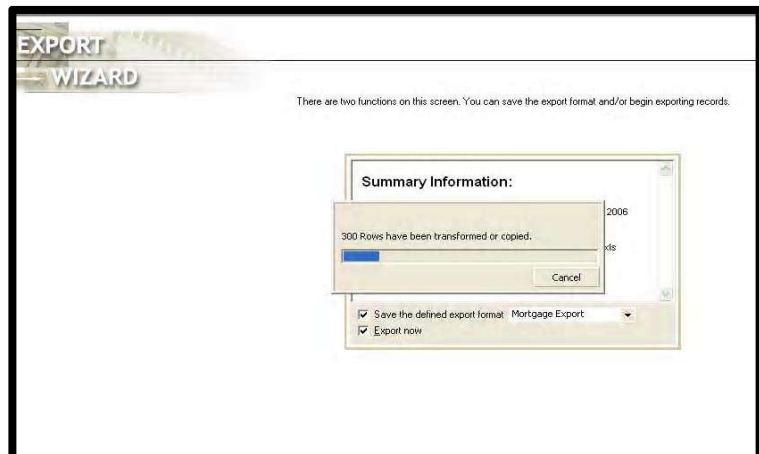 EXPORT
WIZARD
There are two functions on this screen. You can save the export format and/or begin exporting records.
Summary Information:
2006
xls
300 Rows have been transformed or copied.
Cancel
Save the defined export format Mortgage Export
Export now